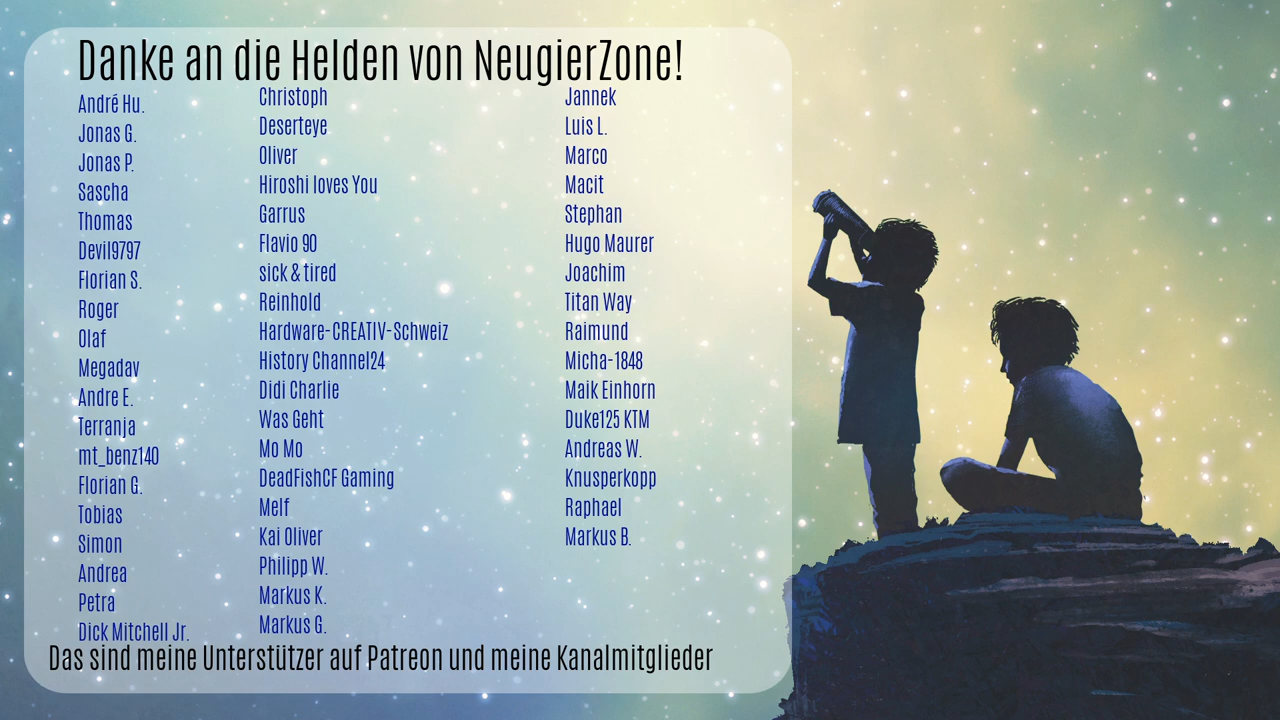 Danke an die Helden von NeugierZone!
André Hu.
Jonas G.
Jonas P.
Sascha
Thomas
Devil9797
Florian S.
Roger
Olaf
Megadav
Andre E.
Terranja
mt_benz140
Florian G.
Tobias
Simon
Andrea
Petra
Dick Mitchell Jr.
Christoph
Deserteye
Oliver
Hiroshi loves You
Garrus
Flavio 90
sick & tired
Reinhold
Hardware-CREATIV-Schweiz
History Channel24
Didi Charlie
Was Geht
Mo Mo
DeadFishCF Gaming
Melf
Kai Oliver
Philipp W.
Markus K.
Markus G.
Jannek
Luis L.
Marco
Macit
Stephan
Hugo Maurer
Joachim
Titan Way
Raimund
Micha-1848
Maik Einhorn
Duke125 KTM
Andreas W.
Knusperkopp
Raphael
Markus B.
Das sind meine Unterstützer auf Patreon und meine Kanalmitglieder